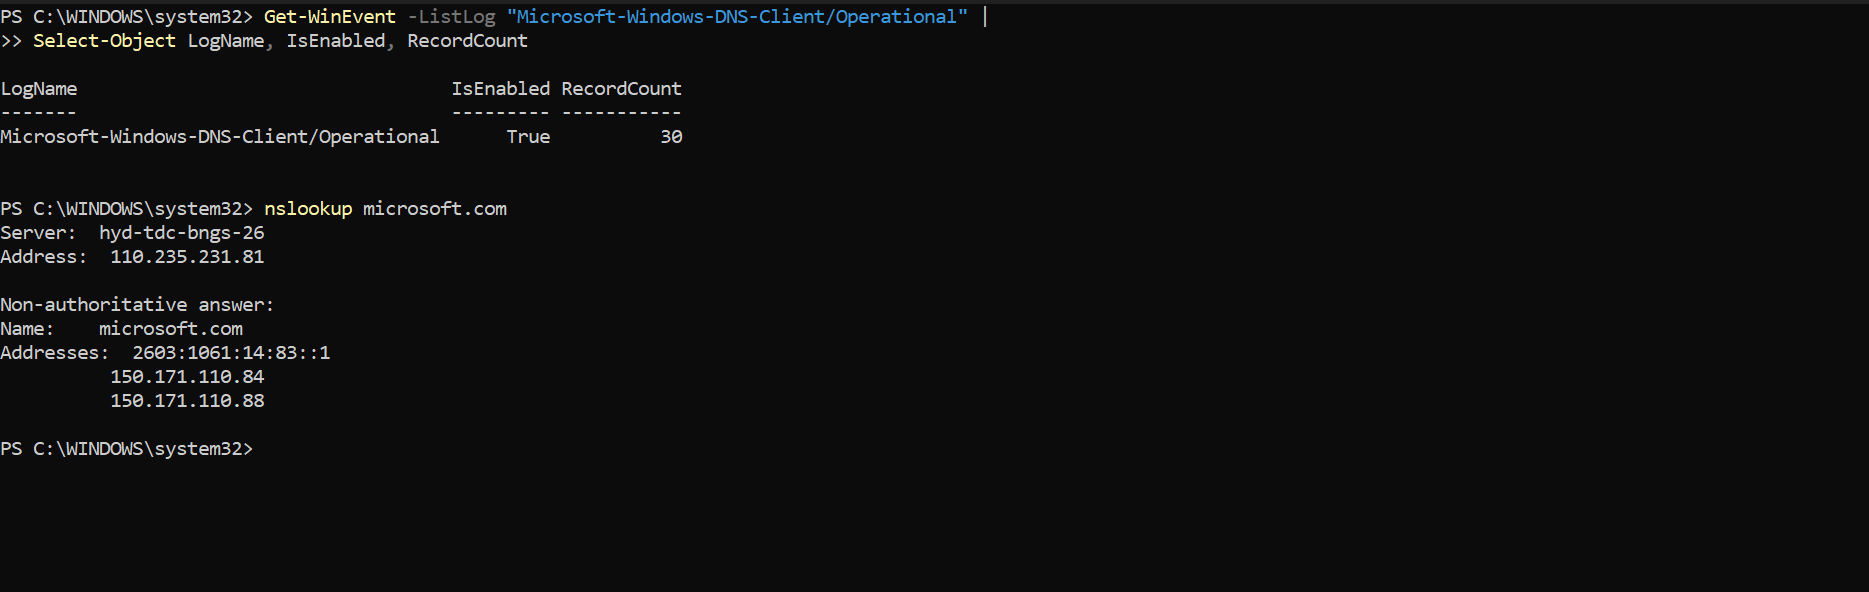 PS C:\WINDOWS\system32> Get-WinEvent -ListLog "Microsoft-Windows-DNS-Client/Operational" |
>> Select-Object LogName, IsEnabled, RecordCount
LogName IsEnabled RecordCount
------- --------- -----------
Microsoft-Windows-DNS-Client/Operational True 30
PS C:\WINDOWS\system32> nslookup microsoft.com
Server: hyd-tdc-bngs-26
Address: 110.235.231.81
Non-authoritative answer:
Name: microsoft.com
Addresses: 2603:1061:14:83::1
150.171.110.84
150.171.110.88
PS C:\WINDOWS\system32>